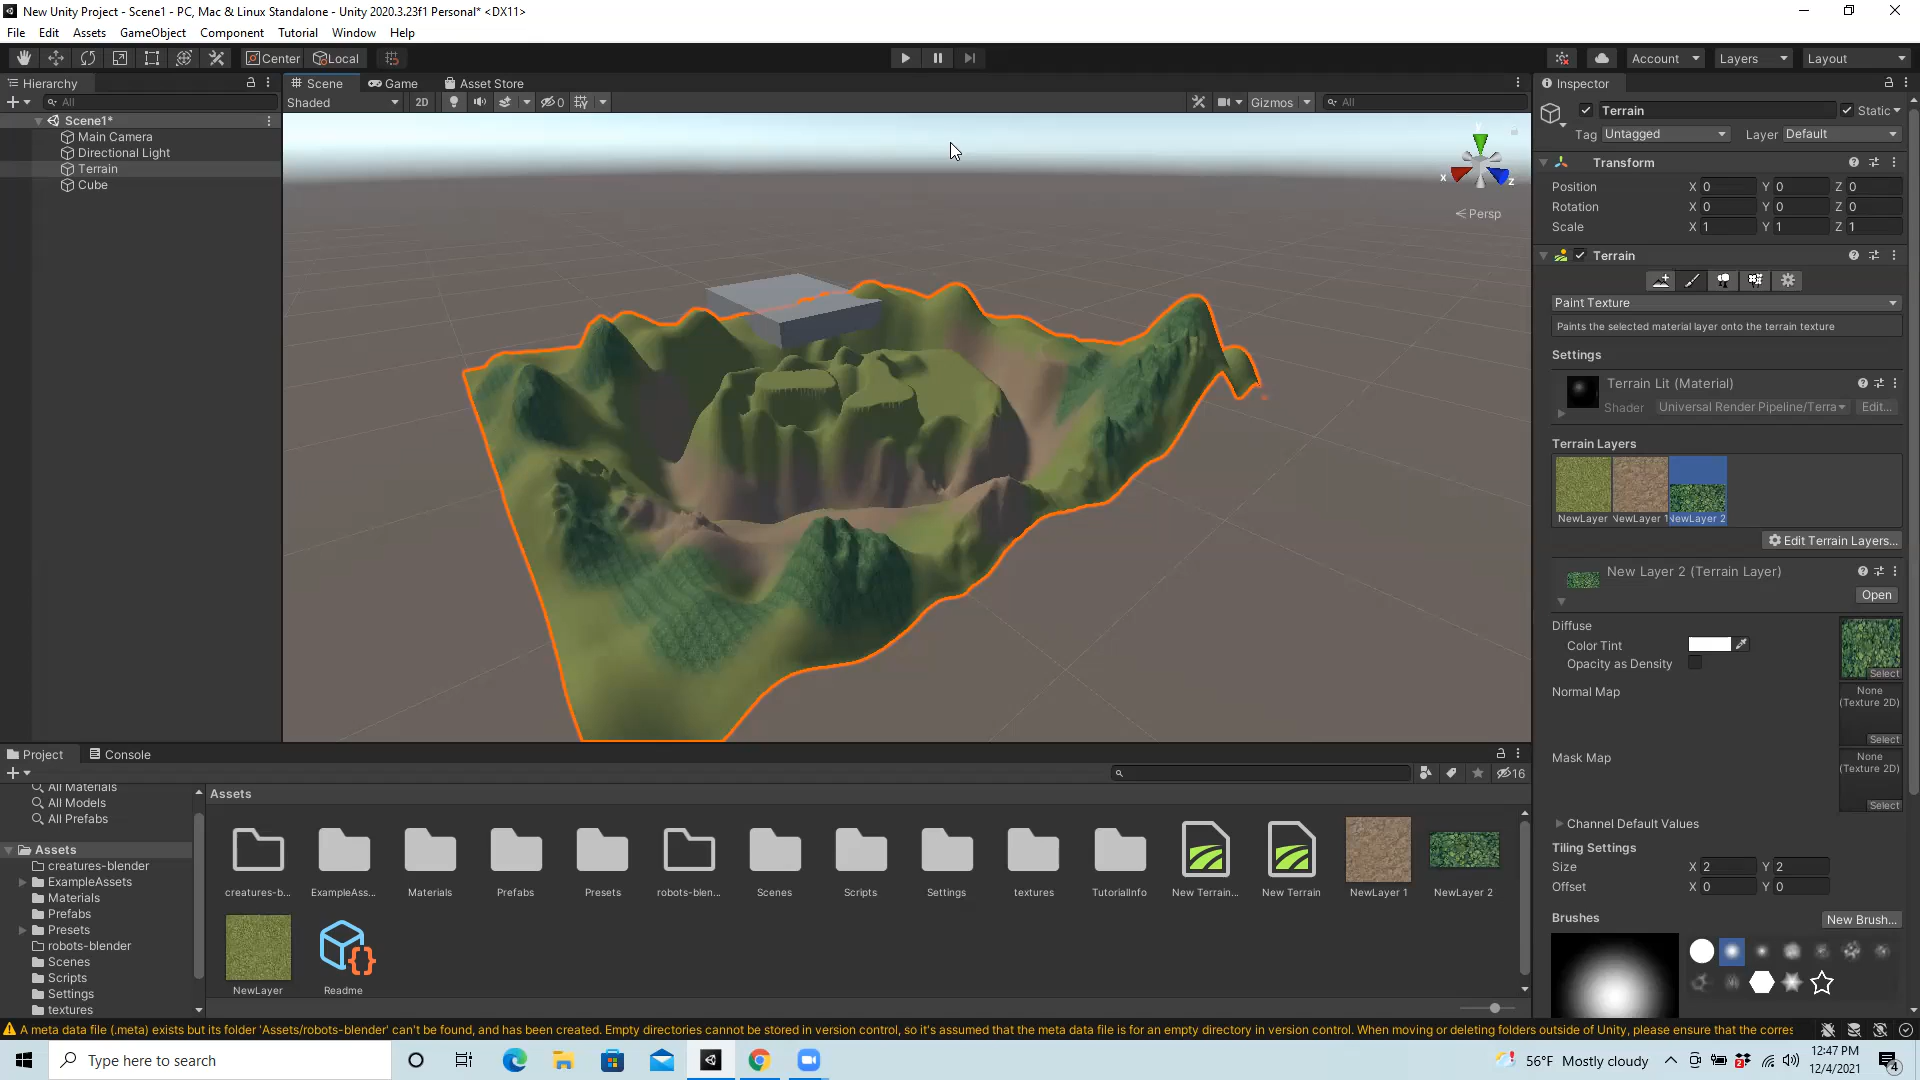 New Unity Project - Scene1 - PC, Mac & Linux Standalone - Unity 2020.3.23f1 Personal* <DX11>
File Edit Assets GameObject Component Tutorial Window Help
Center Local Account Layers Layout
Hierarchy
All
Scene1*
Main Camera
Directional Light
Terrain
Cube
Scene Game Asset Store
Shaded 2D 0 Gizmos All
x z
Persp
Inspector
Terrain Static
Tag Untagged Layer Default
Transform
Position X 0 Y 0 Z 0
Rotation X 0 Y 0 Z 0
Scale X 1 Y 1 Z 1
Terrain
Paint Texture
Paints the selected material layer onto the terrain texture
Settings
Terrain Lit (Material)
Shader Universal Render Pipeline/Terra Edit...
Terrain Layers
NewLayer NewLayer 1 NewLayer 2
Edit Terrain Layers...
New Layer 2 (Terrain Layer)
Open
Diffuse
Color Tint
Opacity as Density
Select
Normal Map
None
(Texture 2D)
Select
Mask Map
None
(Texture 2D)
Select
Channel Default Values
Tiling Settings
Size X 2 Y 2
Offset X 0 Y 0
Brushes
New Brush...
Project Console
16
All Materials
All Models
All Prefabs
Assets
creatures-blender
ExampleAssets
Materials
Prefabs
Presets
robots-blender
Scenes
Scripts
Settings
textures
Assets
creatures-b... ExampleAss... Materials Prefabs Presets robots-blen... Scenes Scripts Settings textures TutorialInfo New Terrain... New Terrain NewLayer 1 NewLayer 2
NewLayer Readme
A meta data file (.meta) exists but its folder 'Assets/robots-blender' can't be found, and has been created. Empty directories cannot be stored in version control, so it's assumed that the meta data file is for an empty directory in version control. When moving or deleting folders outside of Unity, please ensure that the corres
Type here to search
56°F Mostly cloudy
12:47 PM
12/4/2021
4